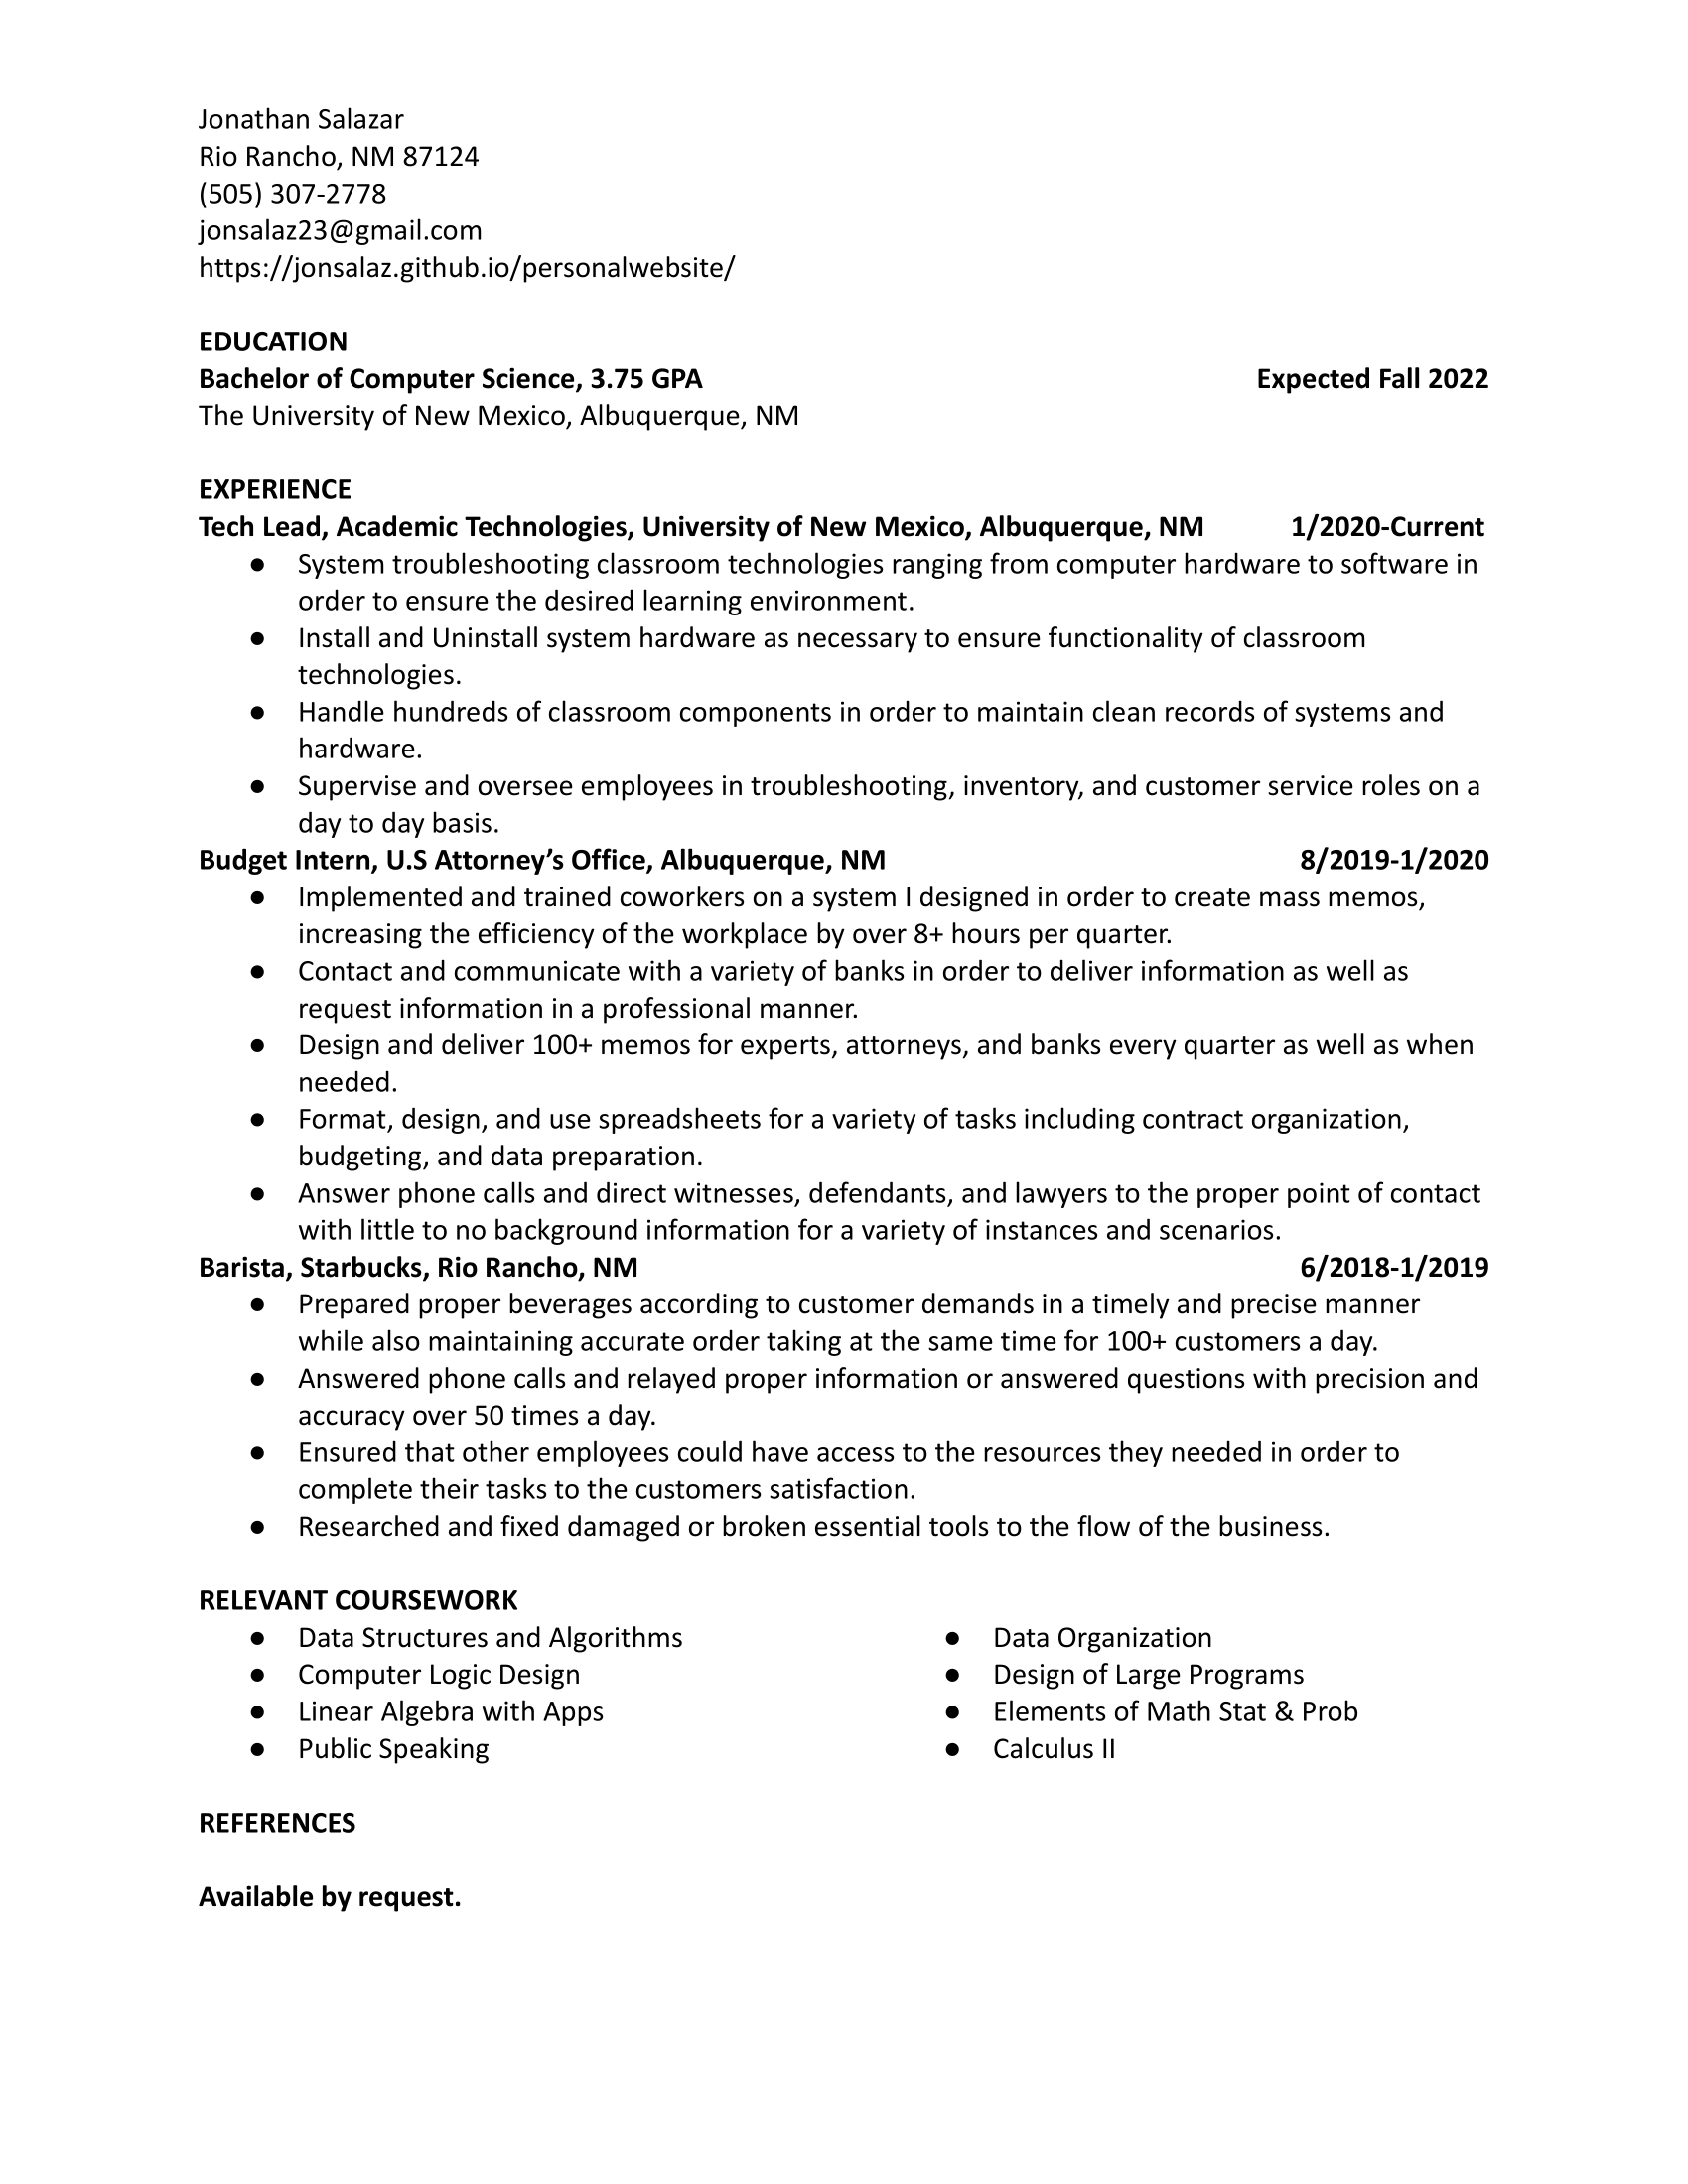 Jonathan Salazar
Rio Rancho, NM 87124
(505) 307-2778
jonsalaz23@gmail.com
https://jonsalaz.github.io/personalwebsite/
EDUCATION
Bachelor of Computer Science, 3.75 GPA Expected Fall 2022
The University of New Mexico, Albuquerque, NM
EXPERIENCE
Tech Lead, Academic Technologies, University of New Mexico, Albuquerque, NM 1/2020-Current
● System troubleshooting classroom technologies ranging from computer hardware to software in
order to ensure the desired learning environment.
● Install and Uninstall system hardware as necessary to ensure functionality of classroom
technologies.
● Handle hundreds of classroom components in order to maintain clean records of systems and
hardware.
● Supervise and oversee employees in troubleshooting, inventory, and customer service roles on a
day to day basis.
Budget Intern, U.S Attorney’s Office, Albuquerque, NM 8/2019-1/2020
● Implemented and trained coworkers on a system I designed in order to create mass memos,
increasing the efficiency of the workplace by over 8+ hours per quarter.
● Contact and communicate with a variety of banks in order to deliver information as well as
request information in a professional manner.
● Design and deliver 100+ memos for experts, attorneys, and banks every quarter as well as when
needed.
● Format, design, and use spreadsheets for a variety of tasks including contract organization,
budgeting, and data preparation.
● Answer phone calls and direct witnesses, defendants, and lawyers to the proper point of contact
with little to no background information for a variety of instances and scenarios.
Barista, Starbucks, Rio Rancho, NM 6/2018-1/2019
● Prepared proper beverages according to customer demands in a timely and precise manner
while also maintaining accurate order taking at the same time for 100+ customers a day.
● Answered phone calls and relayed proper information or answered questions with precision and
accuracy over 50 times a day.
● Ensured that other employees could have access to the resources they needed in order to
complete their tasks to the customers satisfaction.
● Researched and fixed damaged or broken essential tools to the flow of the business.
RELEVANT COURSEWORK
● Data Structures and Algorithms
● Computer Logic Design
● Linear Algebra with Apps
● Public Speaking
● Data Organization
● Design of Large Programs
● Elements of Math Stat & Prob
● Calculus II
REFERENCES
Available by request.